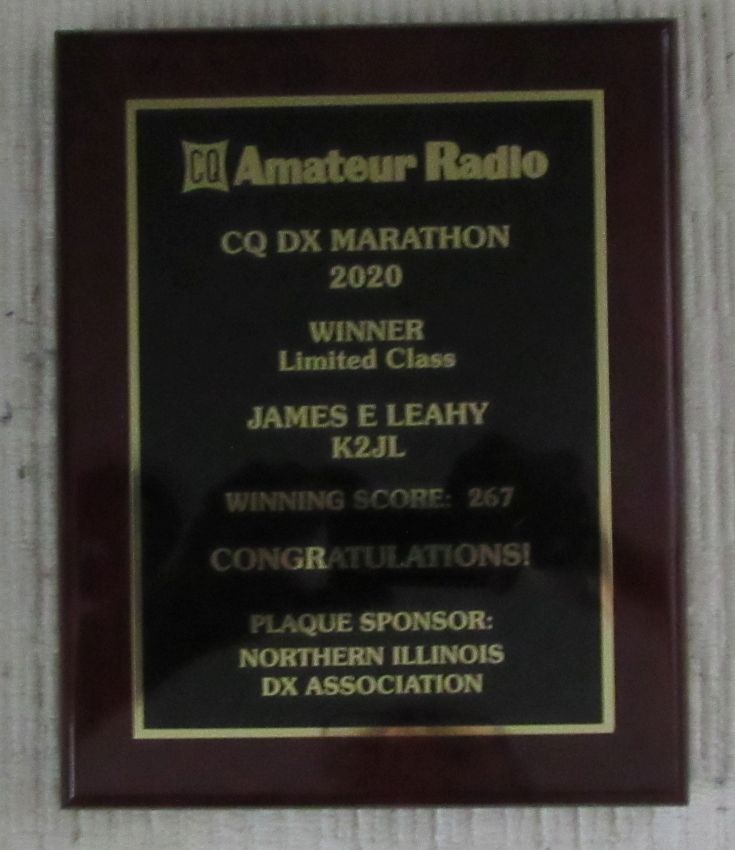 CQ Amateur Radio
CQ DX MARATHON
2020
WINNER
Limited Class
JAMES E LEAHY
K2JL
WINNING SCORE: 267
CONGRATULATIONS!
PLAQUE SPONSOR:
NORTHERN ILLINOIS
DX ASSOCIATION